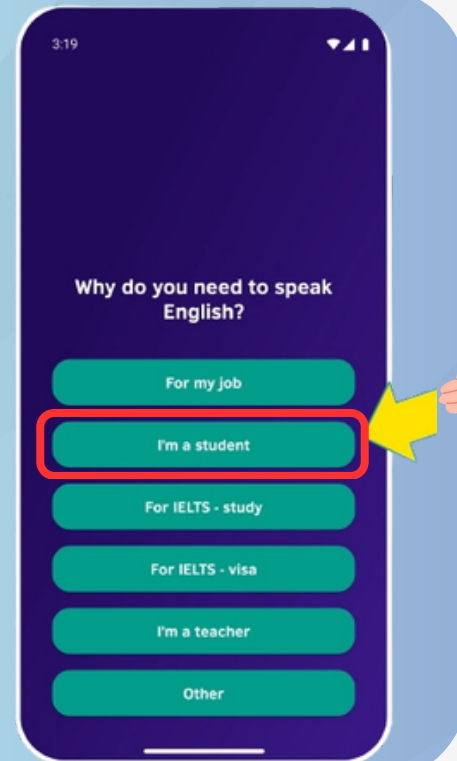 3:19
Why do you need to speak
English?
For my job
I'm a student
For IELTS - study
For IELTS - visa
I'm a teacher
Other